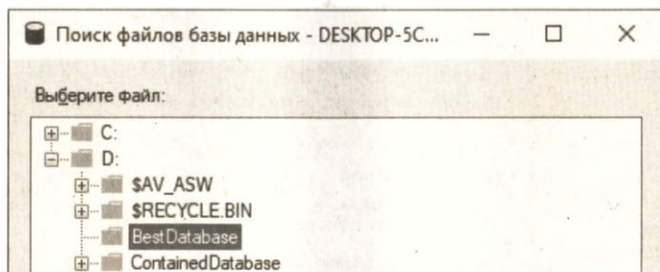 Поиск файлов базы данных - DESKTOP-5C...
Выберите файл:
C:
D:
$AV_ASW
$RECYCLE.BIN
BestDatabase
ContainedDatabase